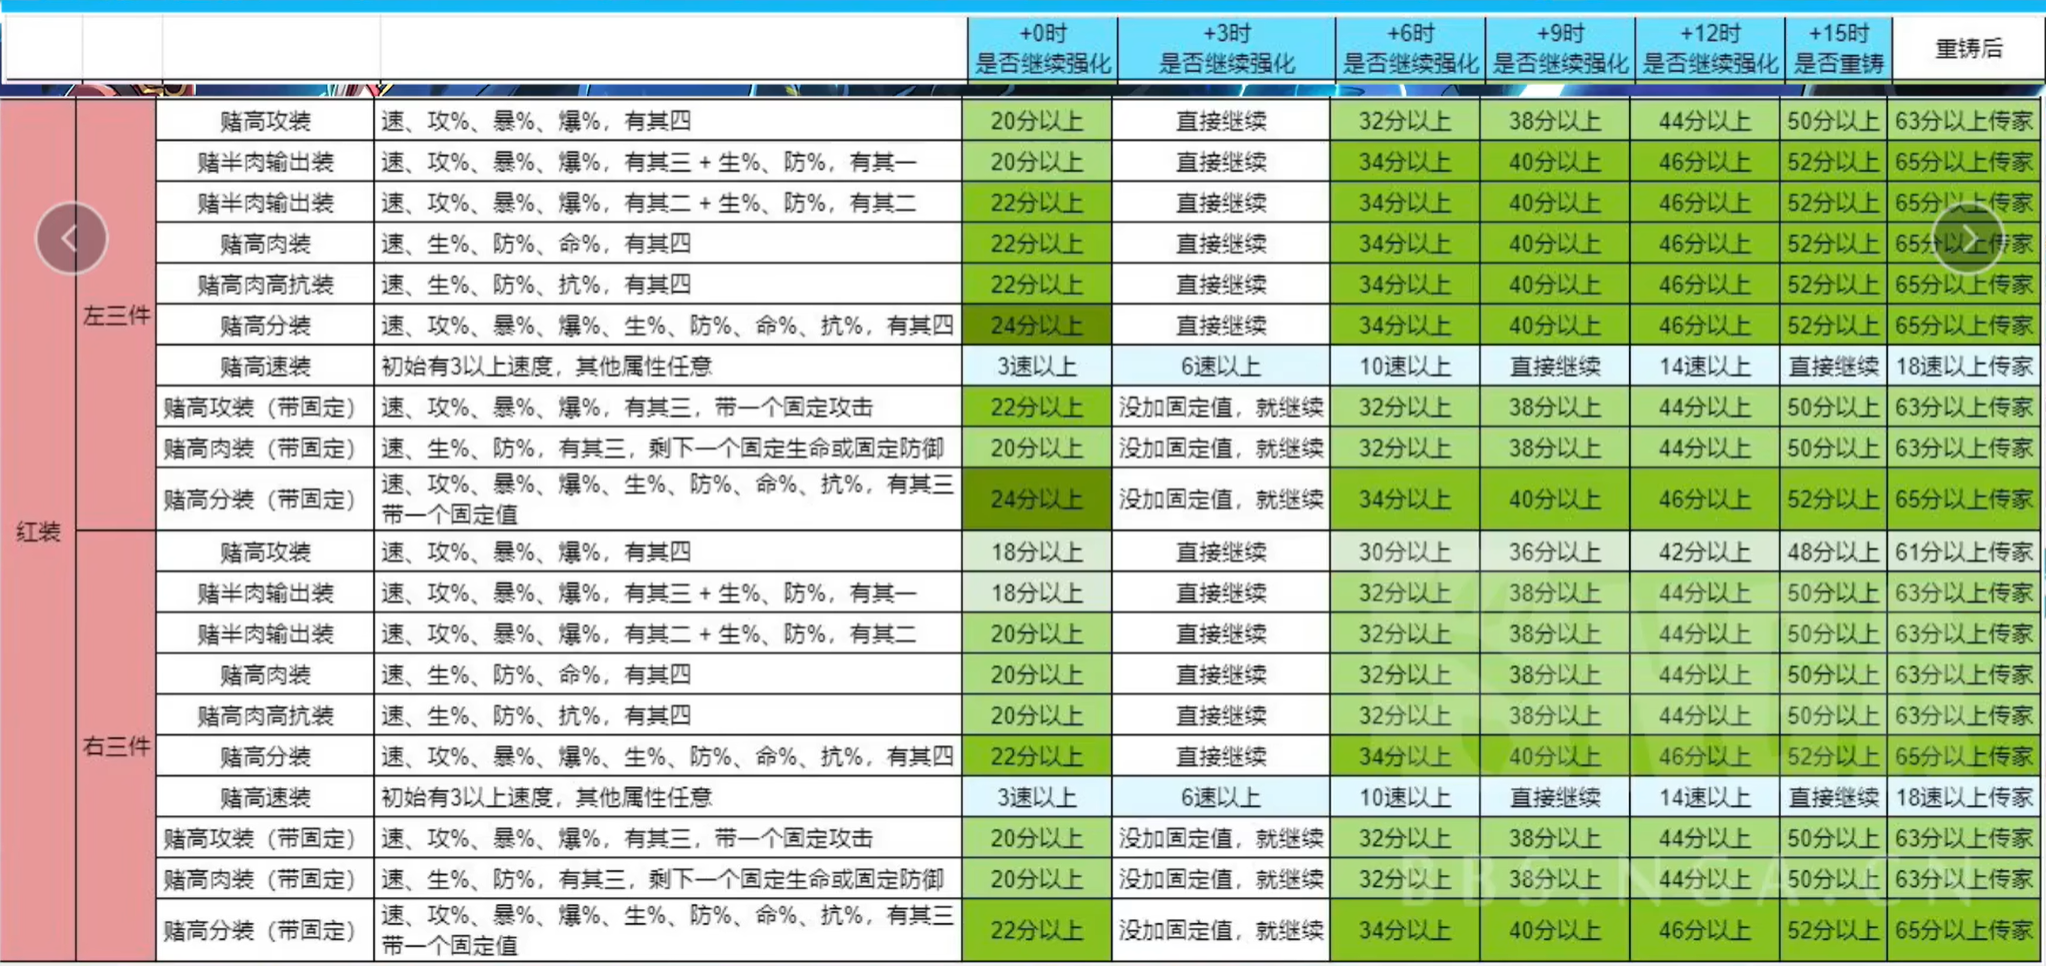 +0时 是否继续强化 +3时 是否继续强化 +6时 是否继续强化 +9时 是否继续强化 +12时 是否继续强化 +15时 是否重铸 重铸后
红装
左三件
赌高攻装 速、攻%、暴%、爆%，有其四 20分以上 直接继续 32分以上 38分以上 44分以上 50分以上 63分以上传家
赌半肉输出装 速、攻%、暴%、爆%，有其三 + 生%、防%，有其一 20分以上 直接继续 34分以上 40分以上 46分以上 52分以上 65分以上传家
赌半肉输出装 速、攻%、暴%、爆%，有其二 + 生%、防%，有其二 22分以上 直接继续 34分以上 40分以上 46分以上 52分以上 65分以上传家
赌高肉装 速、生%、防%、命%，有其四 22分以上 直接继续 34分以上 40分以上 46分以上 52分以上 65分以上传家
赌高肉高抗装 速、生%、防%、抗%，有其四 22分以上 直接继续 34分以上 40分以上 46分以上 52分以上 65分以上传家
赌高分装 速、攻%、暴%、爆%、生%、防%、命%、抗%，有其四 24分以上 直接继续 34分以上 40分以上 46分以上 52分以上 65分以上传家
赌高速装 初始有3以上速度，其他属性任意 3速以上 6速以上 10速以上 直接继续 14速以上 直接继续 18速以上传家
赌高攻装（带固定） 速、攻%、暴%、爆%，有其三，带一个固定攻击 22分以上 没加固定值，就继续 32分以上 38分以上 44分以上 50分以上 63分以上传家
赌高肉装（带固定） 速、生%、防%，有其三，剩下一个固定生命或固定防御 20分以上 没加固定值，就继续 32分以上 38分以上 44分以上 50分以上 63分以上传家
赌高分装（带固定） 速、攻%、暴%、爆%、生%、防%、命%、抗%，有其三 带一个固定值 24分以上 没加固定值，就继续 34分以上 40分以上 46分以上 52分以上 65分以上传家
右三件
赌高攻装 速、攻%、暴%、爆%，有其四 18分以上 直接继续 30分以上 36分以上 42分以上 48分以上 61分以上传家
赌半肉输出装 速、攻%、暴%、爆%，有其三 + 生%、防%，有其一 18分以上 直接继续 32分以上 38分以上 44分以上 50分以上 63分以上传家
赌半肉输出装 速、攻%、暴%、爆%，有其二 + 生%、防%，有其二 20分以上 直接继续 32分以上 38分以上 44分以上 50分以上 63分以上传家
赌高肉装 速、生%、防%、命%，有其四 20分以上 直接继续 32分以上 38分以上 44分以上 50分以上 63分以上传家
赌高肉高抗装 速、生%、防%、抗%，有其四 20分以上 直接继续 32分以上 38分以上 44分以上 50分以上 63分以上传家
赌高分装 速、攻%、暴%、爆%、生%、防%、命%、抗%，有其四 22分以上 直接继续 34分以上 40分以上 46分以上 52分以上 65分以上传家
赌高速装 初始有3以上速度，其他属性任意 3速以上 6速以上 10速以上 直接继续 14速以上 直接继续 18速以上传家
赌高攻装（带固定） 速、攻%、暴%、爆%，有其三，带一个固定攻击 20分以上 没加固定值，就继续 32分以上 38分以上 44分以上 50分以上 63分以上传家
赌高肉装（带固定） 速、生%、防%，有其三，剩下一个固定生命或固定防御 20分以上 没加固定值，就继续 32分以上 38分以上 44分以上 50分以上 63分以上传家
赌高分装（带固定） 速、攻%、暴%、爆%、生%、防%、命%、抗%，有其三 带一个固定值 22分以上 没加固定值，就继续 34分以上 40分以上 46分以上 52分以上 65分以上传家
BBS.NGA.CN